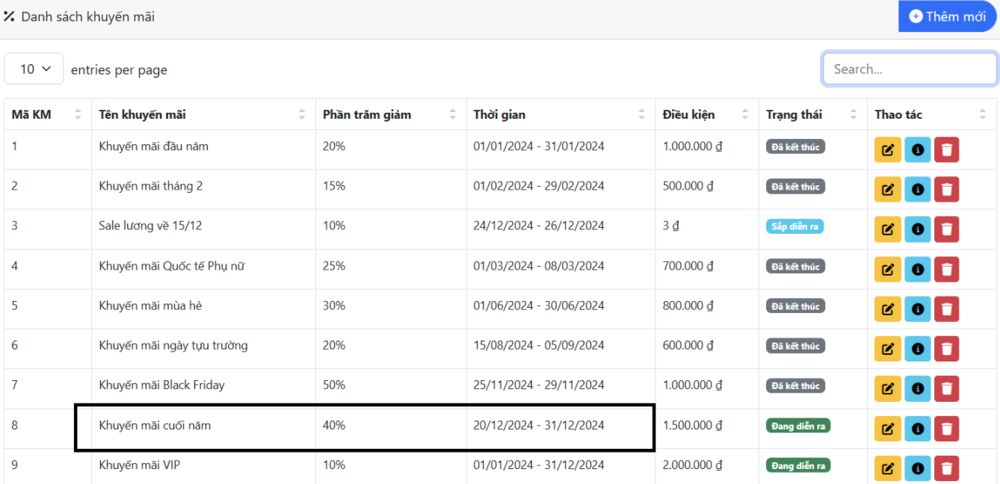 Danh sách khuyến mãi
Thêm mới
10 entries per page
Search...
Mã KM Tên khuyến mãi Phần trăm giảm Thời gian Điều kiện Trạng thái Thao tác
1 Khuyến mãi đầu năm 20% 01/01/2024 - 31/01/2024 1.000.000 ₫ Đã kết thúc
2 Khuyến mãi tháng 2 15% 01/02/2024 - 29/02/2024 500.000 ₫ Đã kết thúc
3 Sale lương về 15/12 10% 24/12/2024 - 26/12/2024 3 ₫ Sắp diễn ra
4 Khuyến mãi Quốc tế Phụ nữ 25% 01/03/2024 - 08/03/2024 700.000 ₫ Đã kết thúc
5 Khuyến mãi mùa hè 30% 01/06/2024 - 30/06/2024 800.000 ₫ Đã kết thúc
6 Khuyến mãi ngày tựu trường 20% 15/08/2024 - 05/09/2024 600.000 ₫ Đã kết thúc
7 Khuyến mãi Black Friday 50% 25/11/2024 - 29/11/2024 1.000.000 ₫ Đã kết thúc
8 Khuyến mãi cuối năm 40% 20/12/2024 - 31/12/2024 1.500.000 ₫ Đang diễn ra
9 Khuyến mãi VIP 10% 01/01/2024 - 31/12/2024 2.000.000 ₫ Đang diễn ra